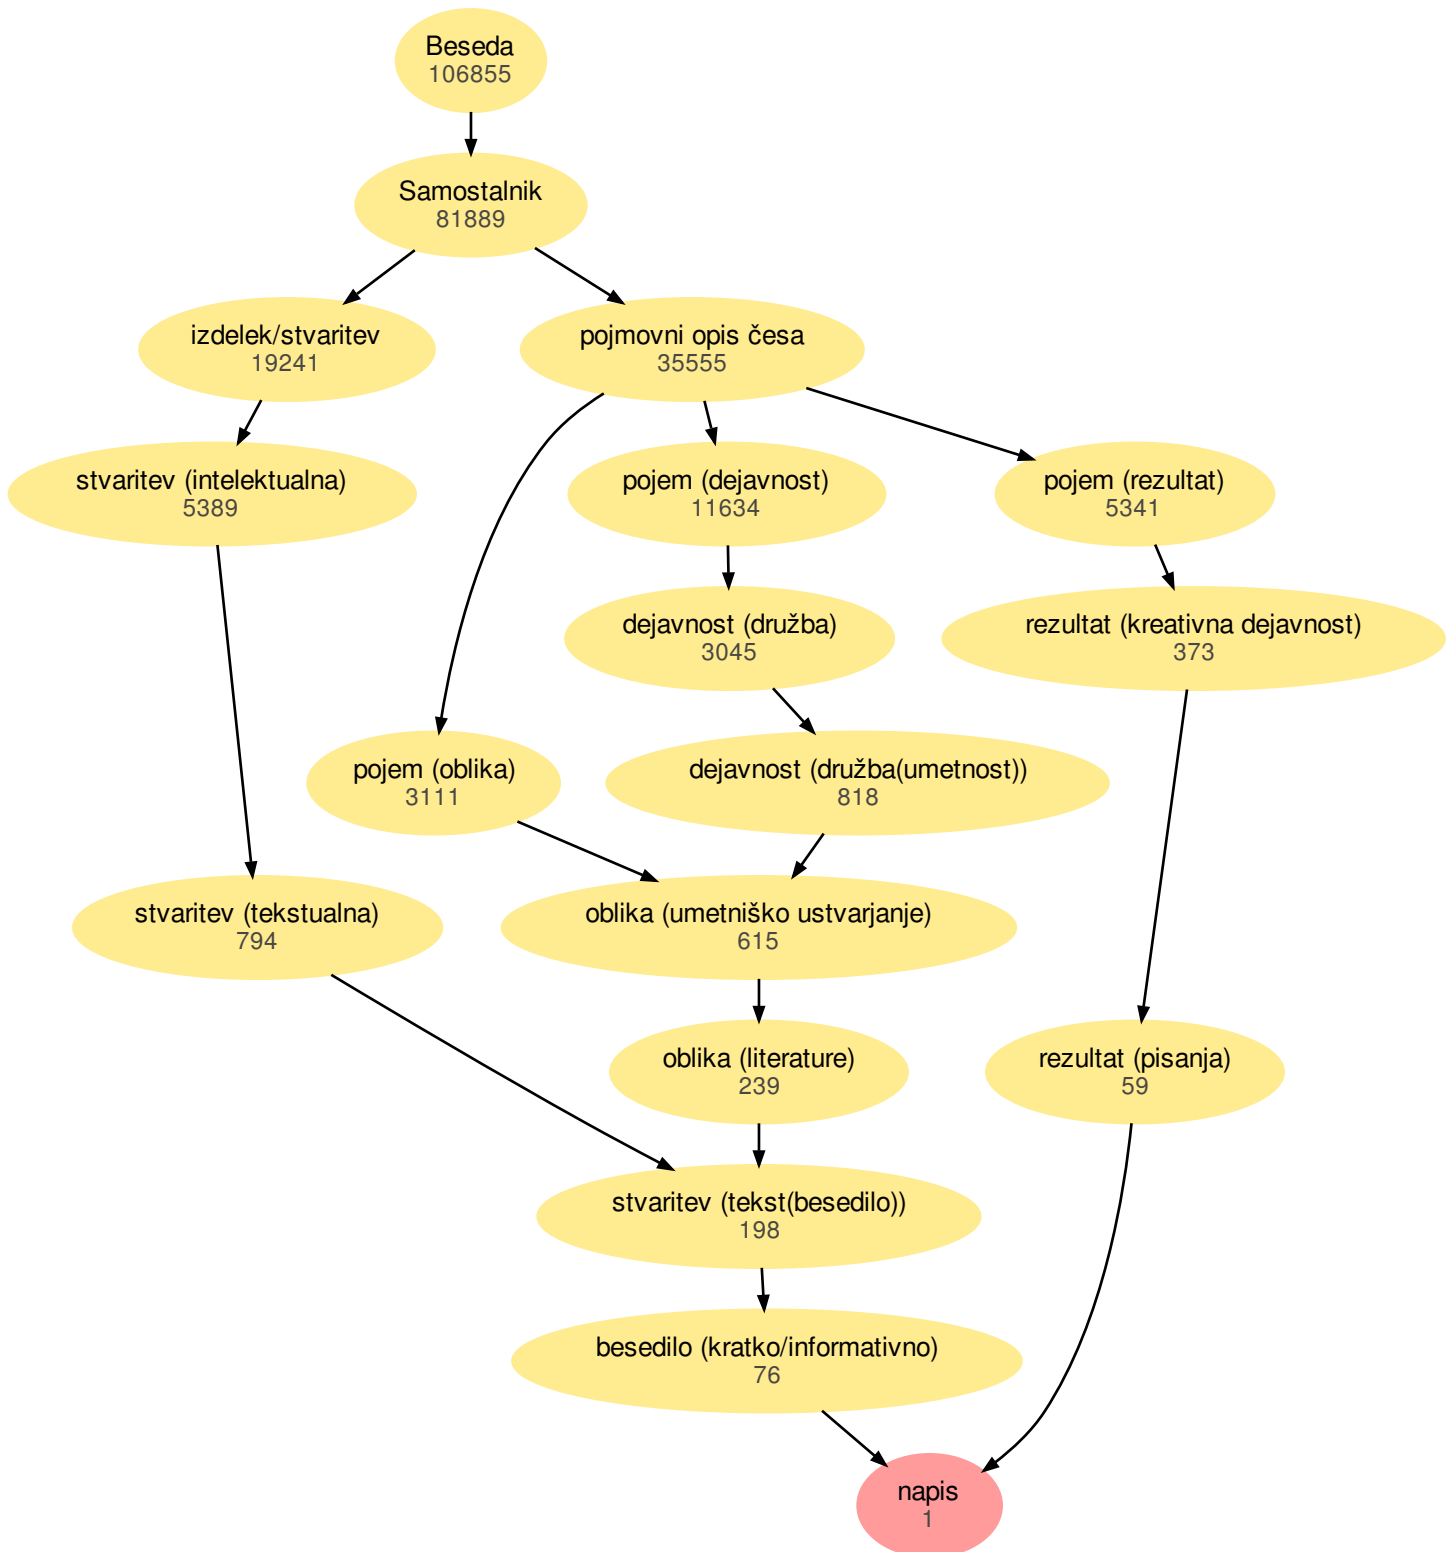 Beseda
106855
Samostalnik
81889
izdelek/stvaritev
19241
pojmovni opis česa
35555
stvaritev (intelektualna)
5389
pojem (dejavnost)
11634
pojem (rezultat)
5341
dejavnost (družba)
3045
rezultat (kreativna dejavnost)
373
pojem (oblika)
3111
dejavnost (družba(umetnost))
818
stvaritev (tekstualna)
794
oblika (umetniško ustvarjanje)
615
oblika (literature)
239
rezultat (pisanja)
59
stvaritev (tekst(besedilo))
198
besedilo (kratko/informativno)
76
napis
1